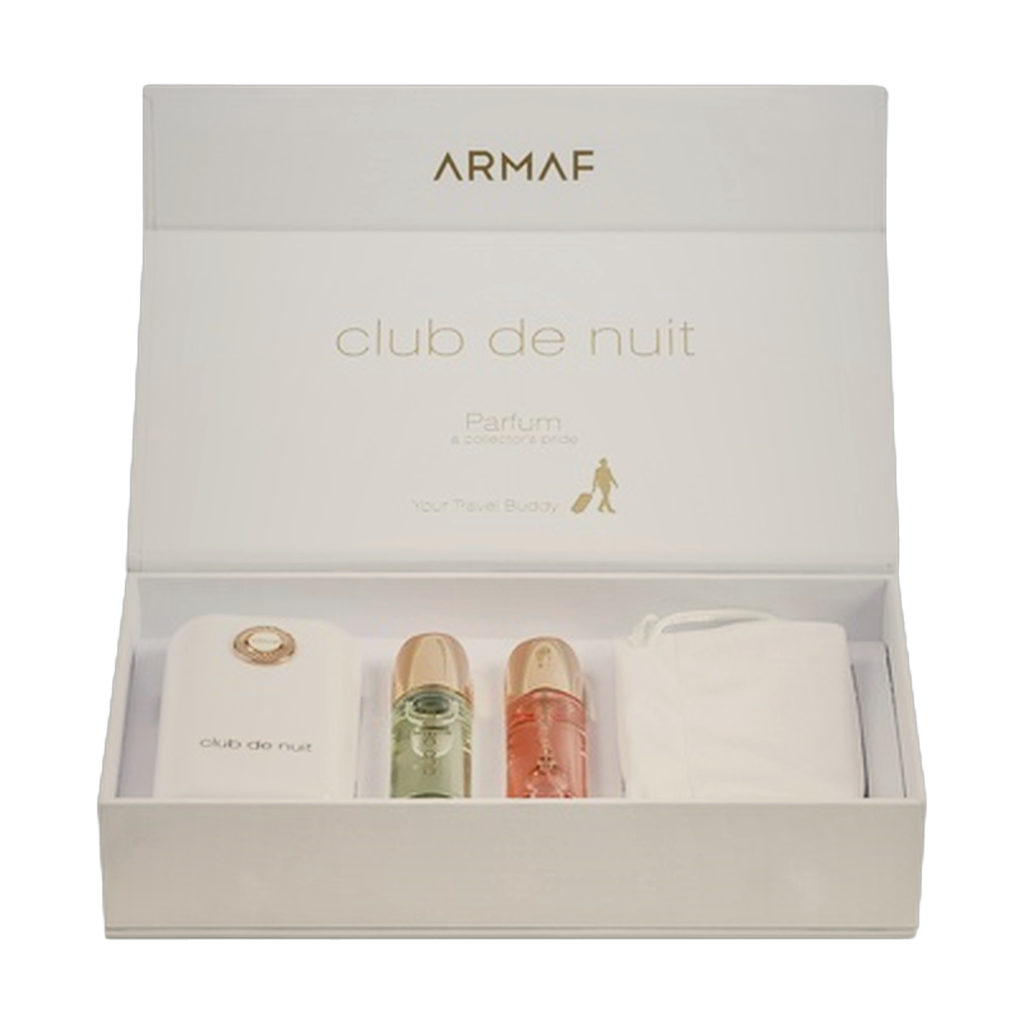 ARMAF
club de nuit
Parfum
a collector's pride
Your Travel Buddy
club de nuit